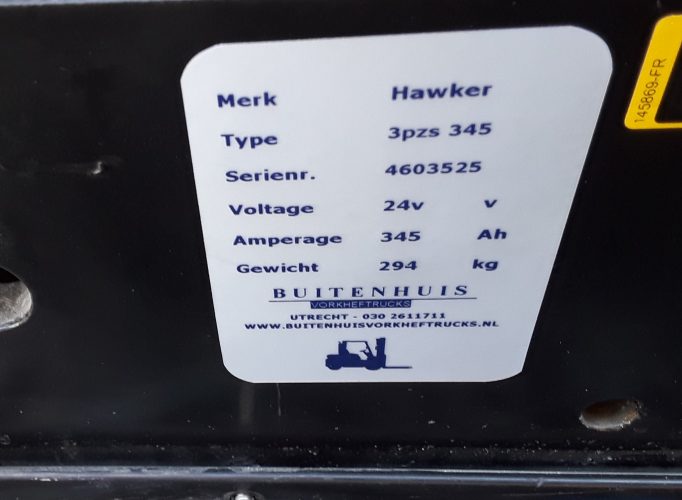 Merk Hawker
Type 3pzs 345
Serienr. 4603525
Voltage 24v v
Amperage 345 Ah
Gewicht 294 kg
BUITENHUIS
VORKHEFTRUCKS
UTRECHT - 030 2611711
WWW.BUITENHUISVORKHEFTRUCKS.NL
145869-FR